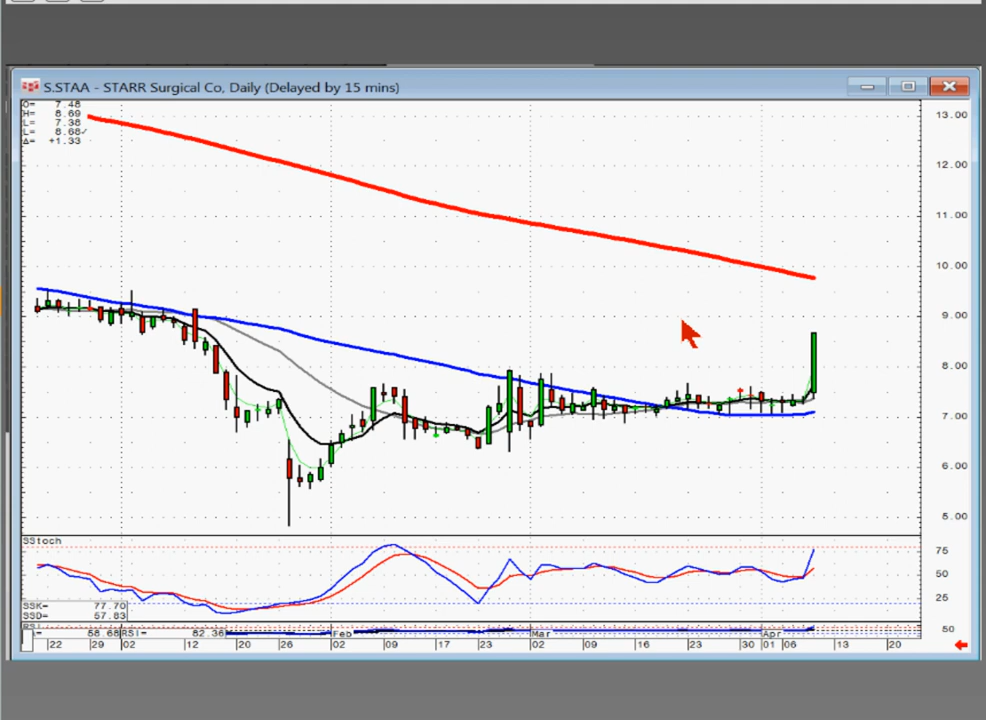 S.STAA - STARR Surgical Co, Daily (Delayed by 15 mins)
O= 7.48
H= 8.69
L= 7.38
L= 8.68✓
Δ= +1.33
13.00
12.00
11.00
10.00
9.00
8.00
7.00
6.00
5.00
SStoch
75
50
25
SSK= 77.70
SSD= 57.83
RSI
58.68 RSI= 82.36
50
Feb Mar Apr
22 29 02 12 20 26 02 09 17 23 02 09 16 23 30 01 06 13 20